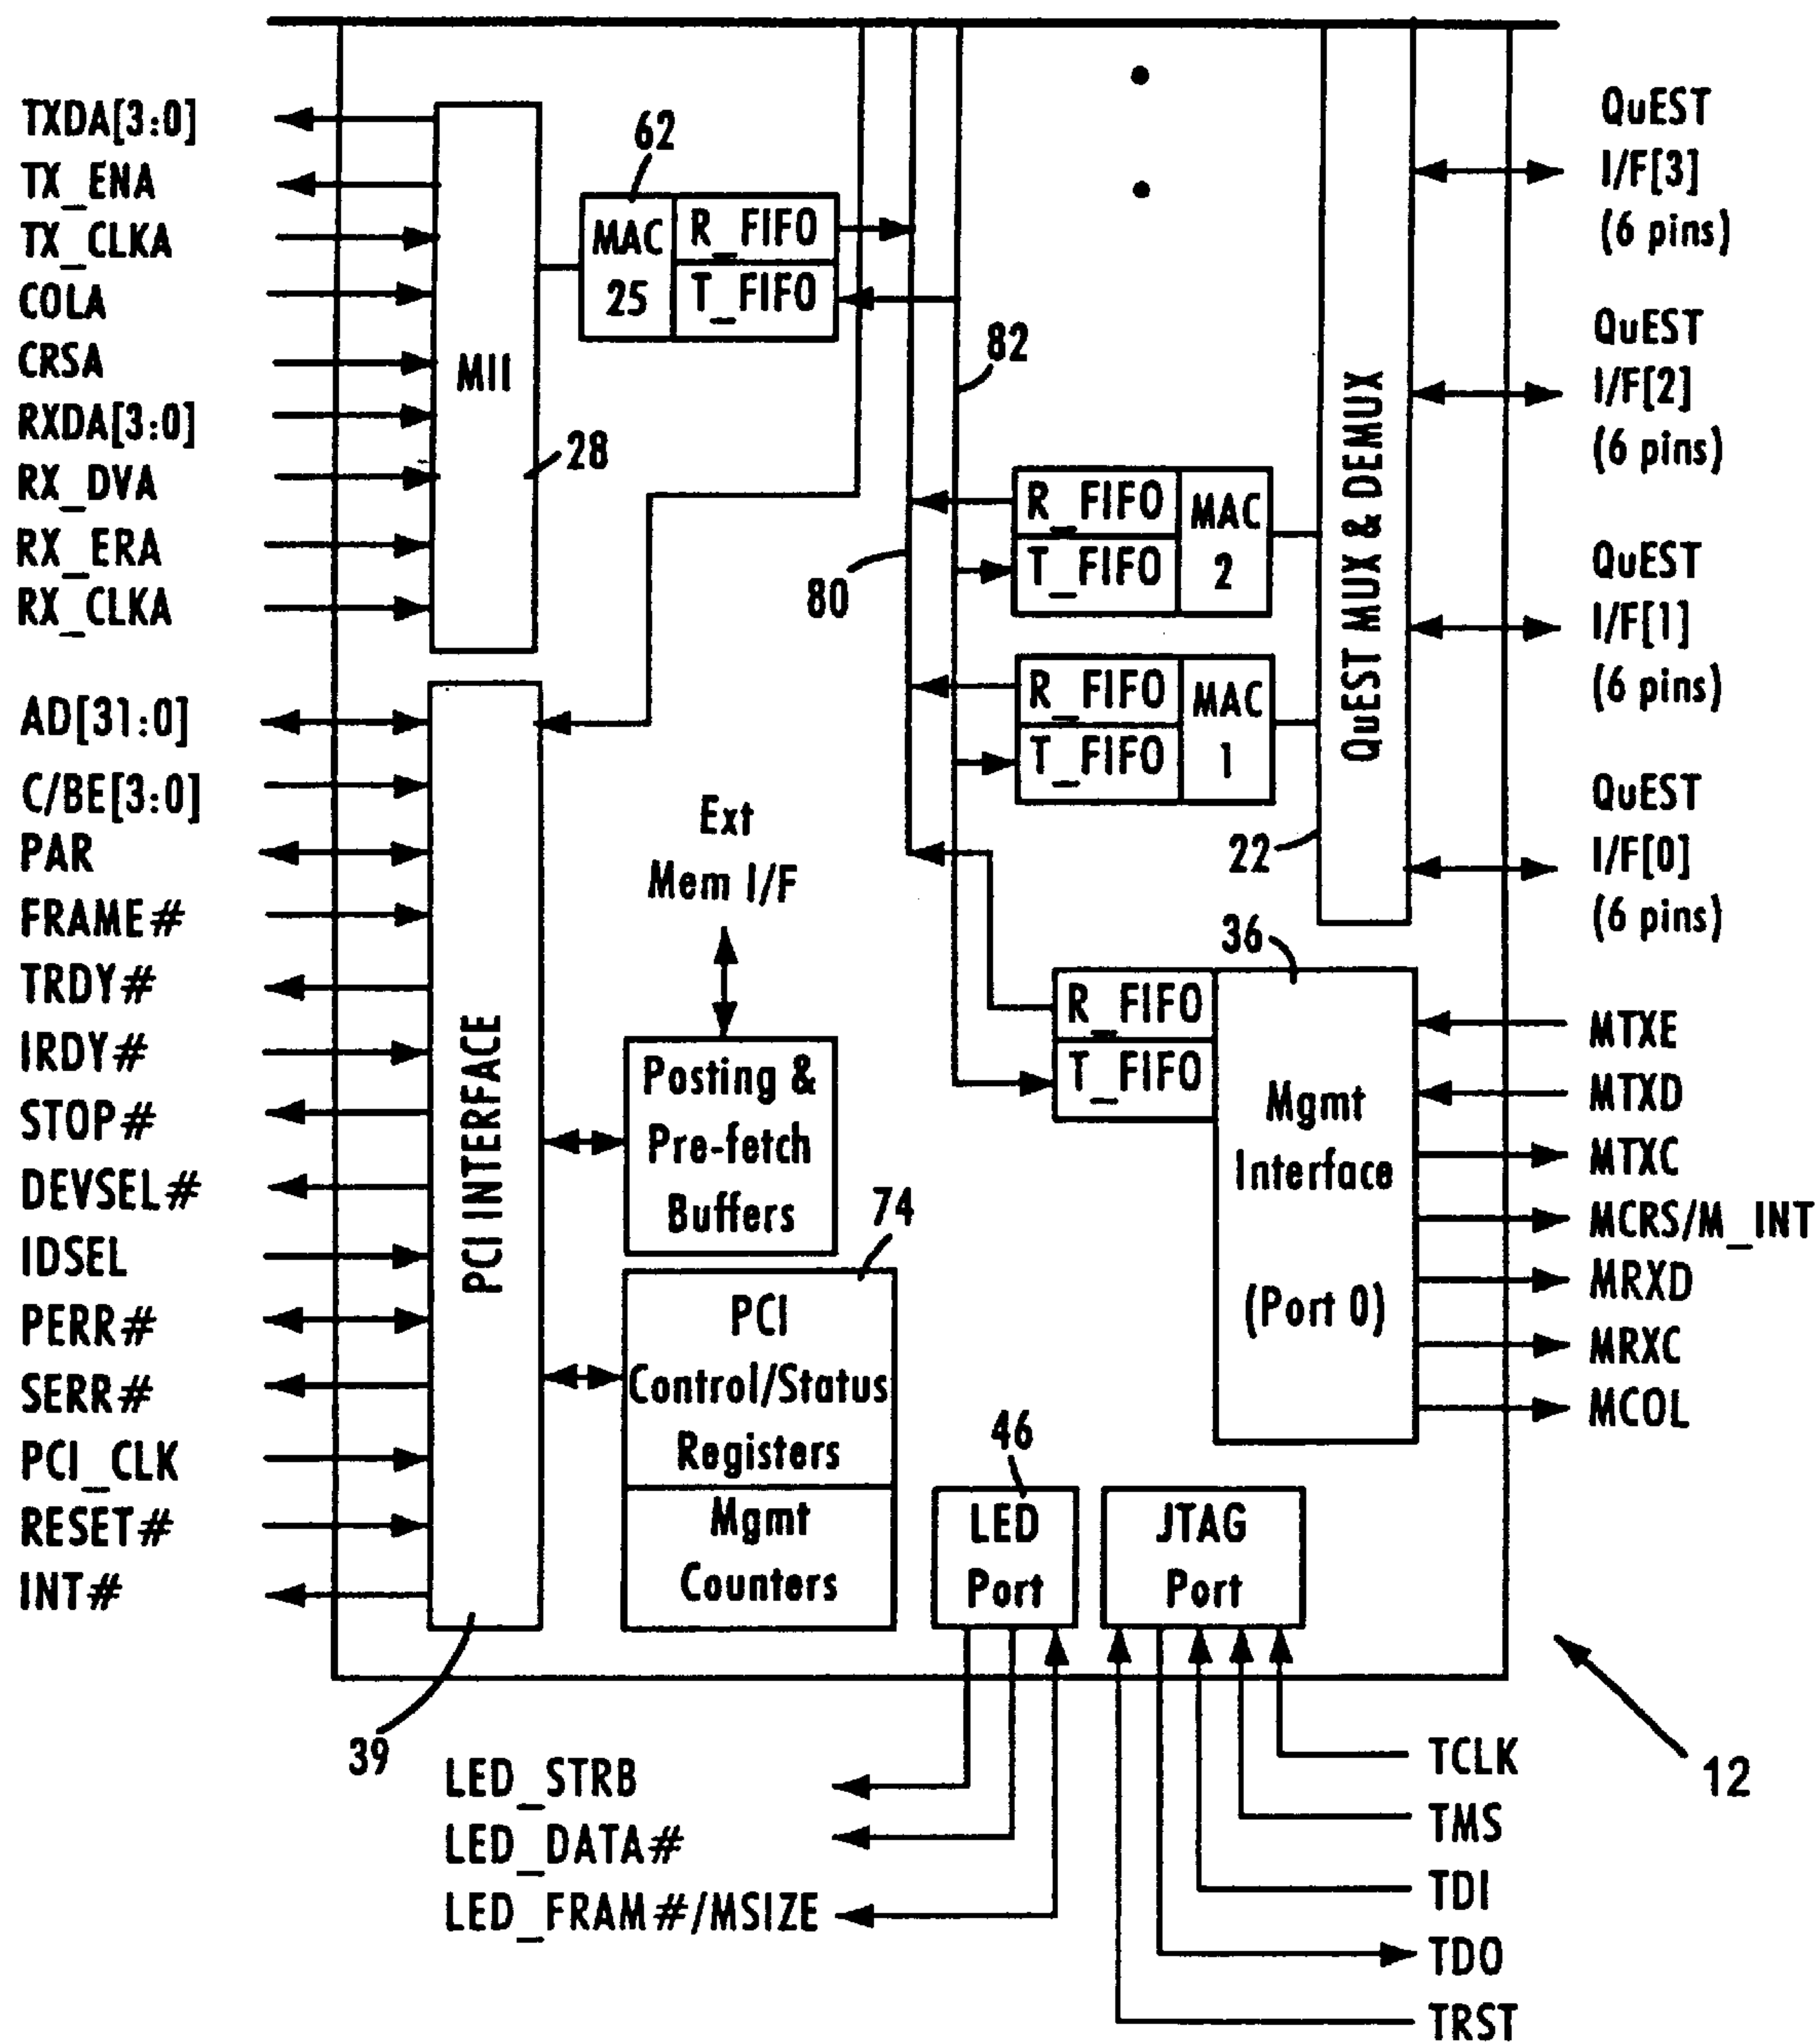 TXDA[3:0]
TX_ENA
TX_CLKA
COLA
CRSA
RXDA[3:0]
RX_DVA
RX_ERA
RX_CLKA
MII
28
62
MAC
25
R_FIFO
T_FIFO
82
80
R_FIFO
T_FIFO
MAC
2
R_FIFO
T_FIFO
MAC
1
QuEST MUX & DEMUX
22
QuEST
I/F[3]
(6 pins)
QuEST
I/F[2]
(6 pins)
QuEST
I/F[1]
(6 pins)
QuEST
I/F[0]
(6 pins)
AD[31:0]
C/BE[3:0]
PAR
FRAME#
TRDY#
IRDY#
STOP#
DEVSEL#
IDSEL
PERR#
SERR#
PCI_CLK
RESET#
INT#
PCI INTERFACE
39
Ext
Mem I/F
Posting &
Pre-fetch
Buffers
74
PCI
Control/Status
Registers
Mgmt
Counters
36
R_FIFO
T_FIFO
Mgmt
Interface
(Port 0)
MTXE
MTXD
MTXC
MCRS/M_INT
MRXD
MRXC
MCOL
46
LED
Port
JTAG
Port
LED_STRB
LED_DATA#
LED_FRAM#/MSIZE
TCLK
TMS
TDI
TDO
TRST
12